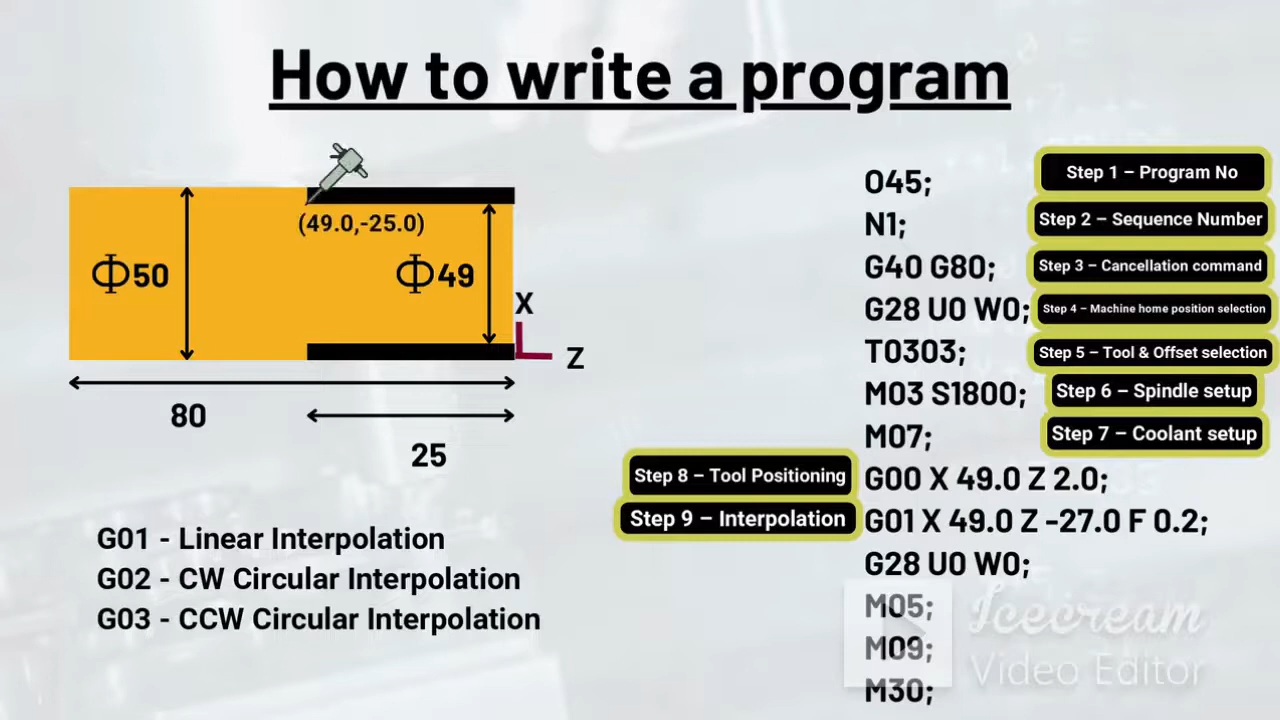 How to write a program
(49.0,-25.0)
Φ50
Φ49
X
Z
80
25
G01 - Linear Interpolation
G02 - CW Circular Interpolation
G03 - CCW Circular Interpolation
O45;
Step 1 – Program No
N1;
Step 2 – Sequence Number
G40 G80;
Step 3 – Cancellation command
G28 U0 W0;
Step 4 – Machine home position selection
T0303;
Step 5 – Tool & Offset selection
M03 S1800;
Step 6 – Spindle setup
M07;
Step 7 – Coolant setup
Step 8 – Tool Positioning
G00 X 49.0 Z 2.0;
Step 9 – Interpolation
G01 X 49.0 Z -27.0 F 0.2;
G28 U0 W0;
M05;
M09;
M30;
Icecream
Video Editor